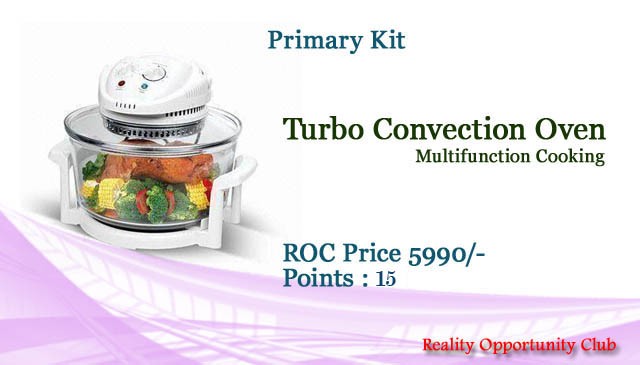 Primary Kit
Turbo Convection Oven
Multifunction Cooking
ROC Price 5990/-
Points : 15
Reality Opportunity Club